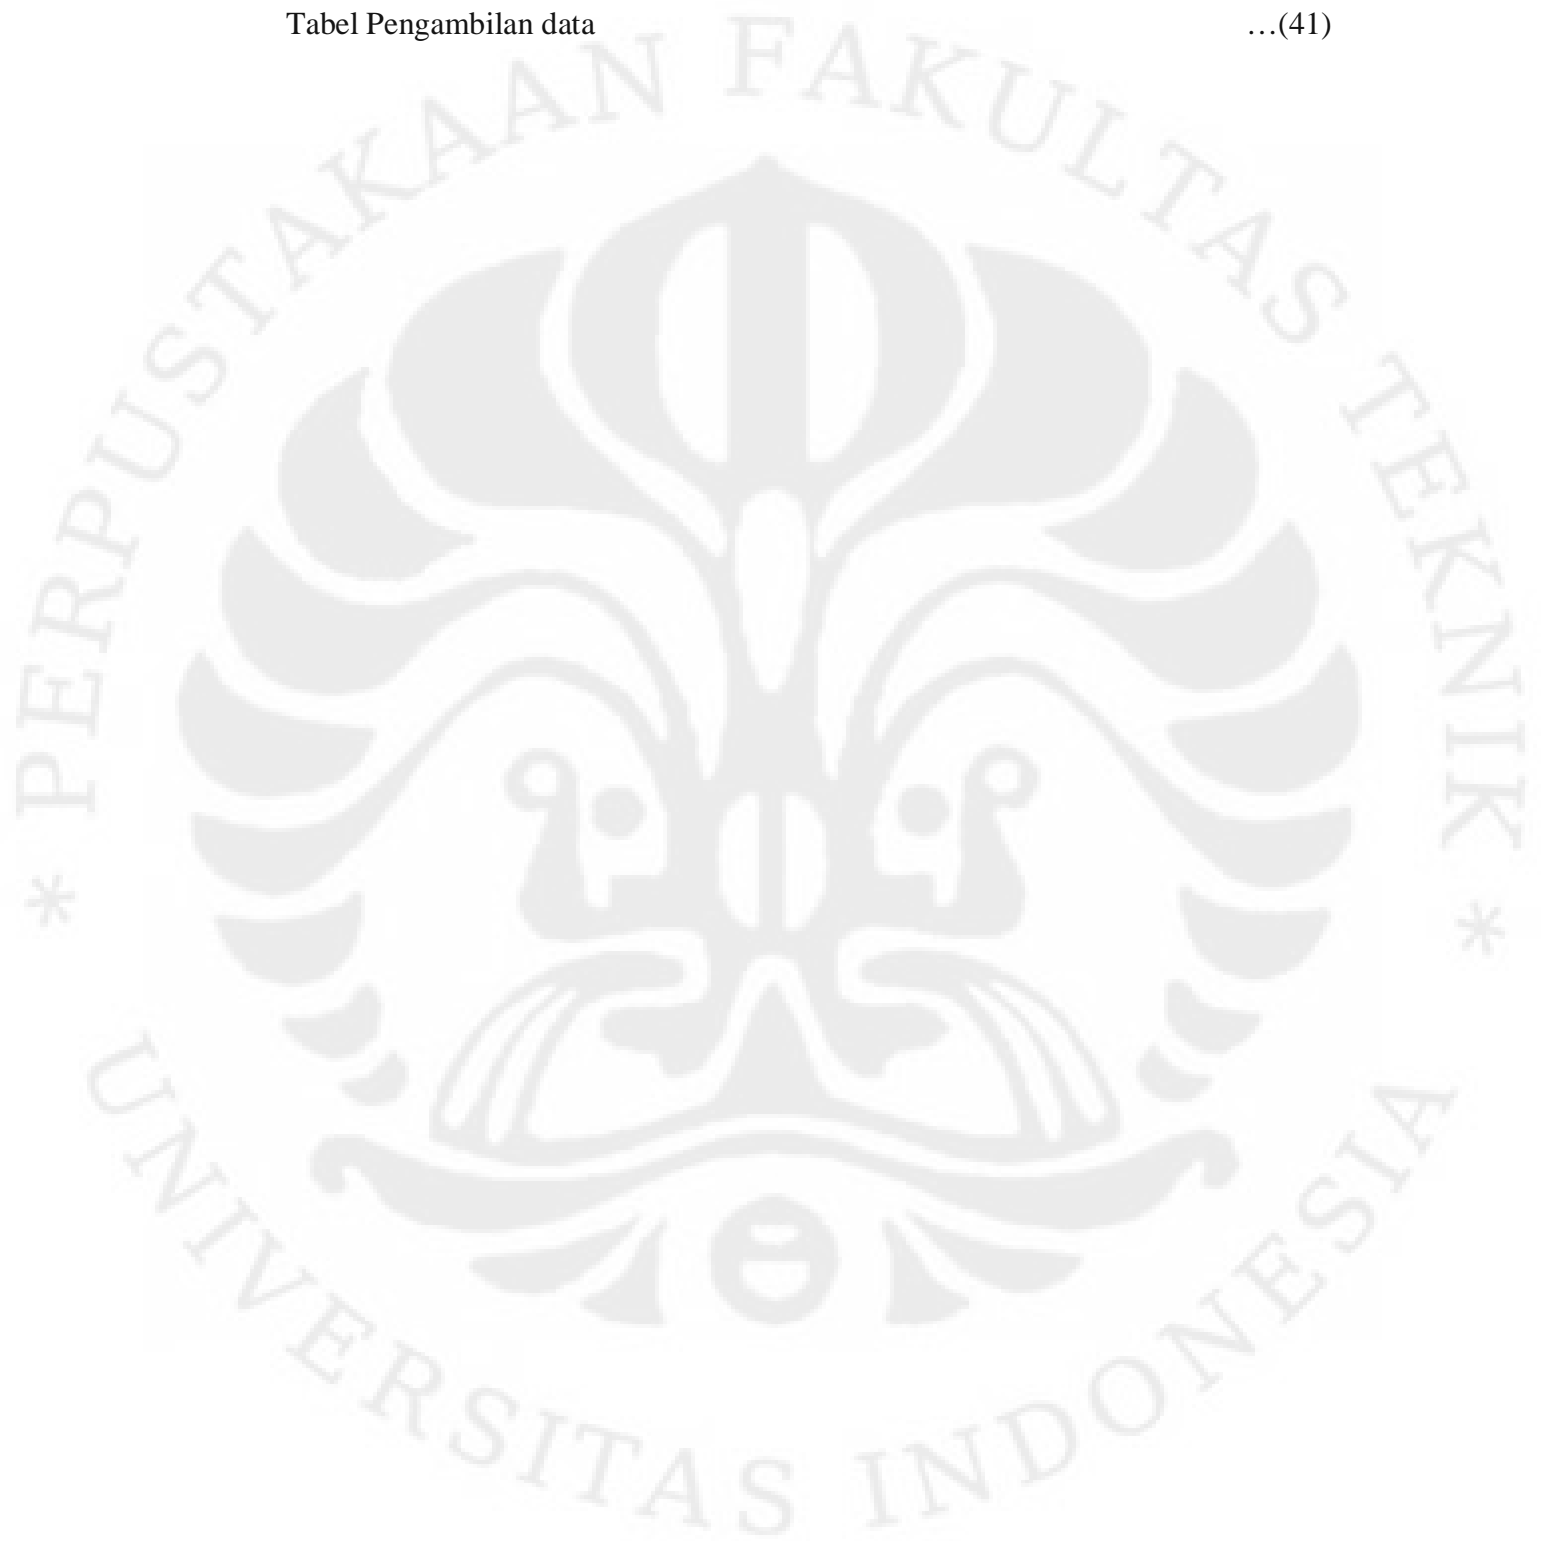 Tabel Pengambilan data …(41)
* PERPUSTAKAAN FAKULTAS TEKNIK *
UNIVERSITAS INDONESIA